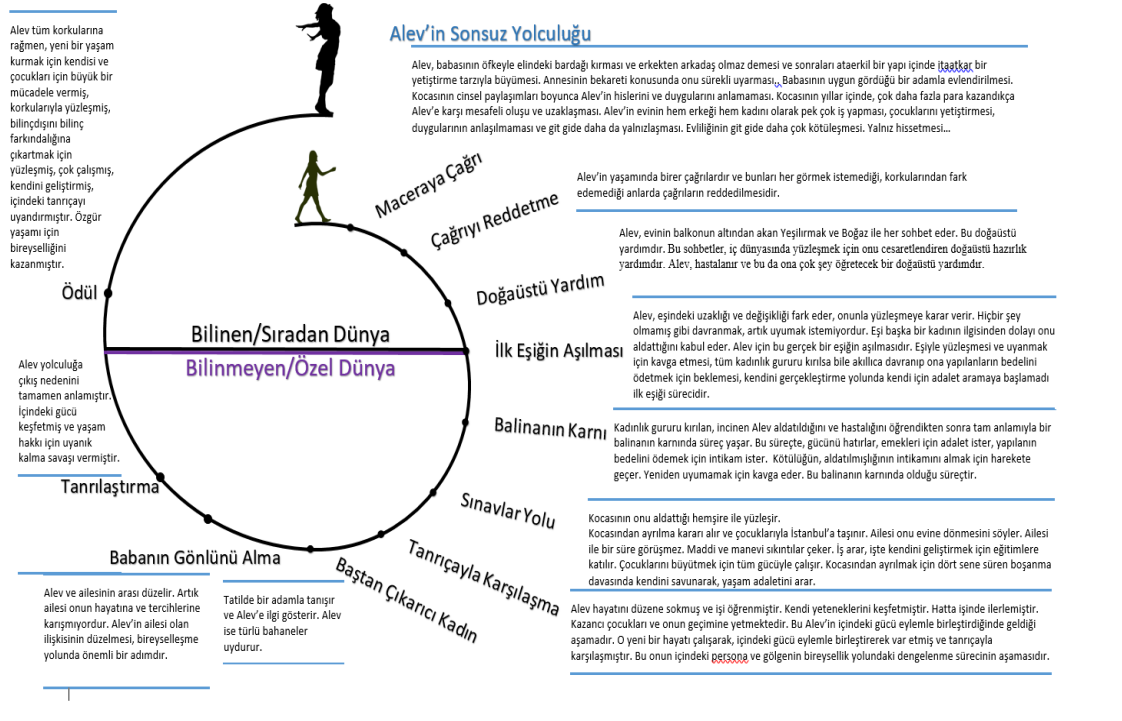 Alev'in Sonsuz Yolculuğu
Alev, babasının öfkeyle elindeki bardağı kırması ve erkekten arkadaş olmaz demesi ve sonraları ataerkil bir yapı içinde itaatkar bir
yetiştirme tarzıyla büyümesi. Annesinin bekareti konusunda onu sürekli uyarması,, Babasının uygun gördüğü bir adamla evlendirilmesi.
Kocasının cinsel paylaşımları boyunca Alev'in hislerini ve duygularını anlamaması. Kocasının yıllar içinde, çok daha fazla para kazandıkça
Alev'e karşı mesafeli oluşu ve uzaklaşması. Alev'in evinin hem erkeği hem kadını olarak pek çok iş yapması, çocuklarını yetiştirmesi,
duygularının anlaşılmaması ve git gide daha da yalnızlaşması. Evliliğinin git gide daha çok kötüleşmesi. Yalnız hissetmesi...
Maceraya Çağrı
Alev'in yaşamında birer çağrılardır ve bunları her görmek istemediği, korkularından fark
edemediği anlarda çağrıların reddedilmesidir.
Çağrıyı Reddetme
Alev, evinin balkonun altından akan Yeşilırmak ve Boğaz ile her sohbet eder. Bu doğaüstü
yardımdır. Bu sohbetler, iç dünyasında yüzleşmek için onu cesaretlendiren doğaüstü hazırlık
yardımdır. Alev, hastalanır ve bu da ona çok şey öğretecek bir doğaüstü yardımdır.
Doğaüstü Yardım
Alev, eşindeki uzaklığı ve değişikliği fark eder, onunla yüzleşmeye karar verir. Hiçbir şey
olmamış gibi davranmak, artık uyumak istemiyordur. Eşi başka bir kadının ilgisinden dolayı onu
aldattığını kabul eder. Alev için bu gerçek bir eşiğin aşılmasıdır. Eşiyle yüzleşmesi ve uyanmak
için kavga etmesi, tüm kadınlık gururu kırılsa bile akıllıca davranıp ona yapılanların bedelini
ödetmek için beklemesi, kendini gerçekleştirme yolunda kendi için adalet aramaya başlamadı
ilk eşiği sürecidir.
İlk Eşiğin Aşılması
Kadınlık gururu kırılan, incinen Alev aldatıldığını ve hastalığını öğrendikten sonra tam anlamıyla bir
balinanın karnında süreç yaşar. Bu süreçte, gücünü hatırlar, emekleri için adalet ister, yapılanın
bedelini ödemek için intikam ister. Kötülüğün, aldatılmışlığının intikamını almak için harekete
geçer. Yeniden uyumamak için kavga eder. Bu balinanın karnında olduğu süreçtir.
Balinanın Karnı
Kocasının onu aldattığı hemşire ile yüzleşir.
Kocasından ayrılma kararı alır ve çocuklarıyla İstanbul'a taşınır. Ailesi onu evine dönmesini söyler. Ailesi
ile bir süre görüşmez. Maddi ve manevi sıkıntılar çeker. İş arar, işte kendini geliştirmek için eğitimlere
katılır. Çocuklarını büyütmek için tüm gücüyle çalışır. Kocasından ayrılmak için dört sene süren boşanma
davasında kendini savunarak, yaşam adaletini arar.
Sınavlar Yolu
Alev hayatını düzene sokmuş ve işi öğrenmiştir. Kendi yeteneklerini keşfetmiştir. Hatta işinde ilerlemiştir.
Kazancı çocukları ve onun geçimine yetmektedir. Bu Alev'in içindeki gücü eylemle birleştirdiğinde geldiği
aşamadır. O yeni bir hayatı çalışarak, içindeki gücü eylemle birleştirerek var etmiş ve tanrıçayla
karşılaşmıştır. Bu onun içindeki persona ve gölgenin bireysellik yolundaki dengelenme sürecinin aşamasıdır.
Tanrıçayla Karşılaşma
Baştan Çıkarıcı Kadın
Tatilde bir adamla tanışır
ve Alev'e ilgi gösterir. Alev
ise türlü bahaneler
uydurur.
Babanın Gönlünü Alma
Alev ve ailesinin arası düzelir. Artık
ailesi onun hayatına ve tercihlerine
karışmıyordur. Alev'in ailesi olan
ilişkisinin düzelmesi, bireyselleşme
yolunda önemli bir adımdır.
Tanrılaştırma
Alev yolculuğa
çıkış nedenini
tamamen anlamıştır.
İçindeki gücü
keşfetmiş ve yaşam
hakkı için uyanık
kalma savaşı vermiştir.
Bilinen/Sıradan Dünya
Bilinmeyen/Özel Dünya
Ödül
Alev tüm korkularına
rağmen, yeni bir yaşam
kurmak için kendisi ve
çocukları için büyük bir
mücadele vermiş,
korkularıyla yüzleşmiş,
bilinçdışını bilinç
farkındalığına
çıkartmak için
yüzleşmiş, çok çalışmış,
kendini geliştirmiş,
içindeki tanrıçayı
uyandırmıştır. Özgür
yaşamı için
bireyselliğini
kazanmıştır.